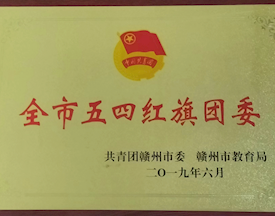 中国共青团
全市五四红旗团委
共青团赣州市委 赣州市教育局
二〇一九年六月